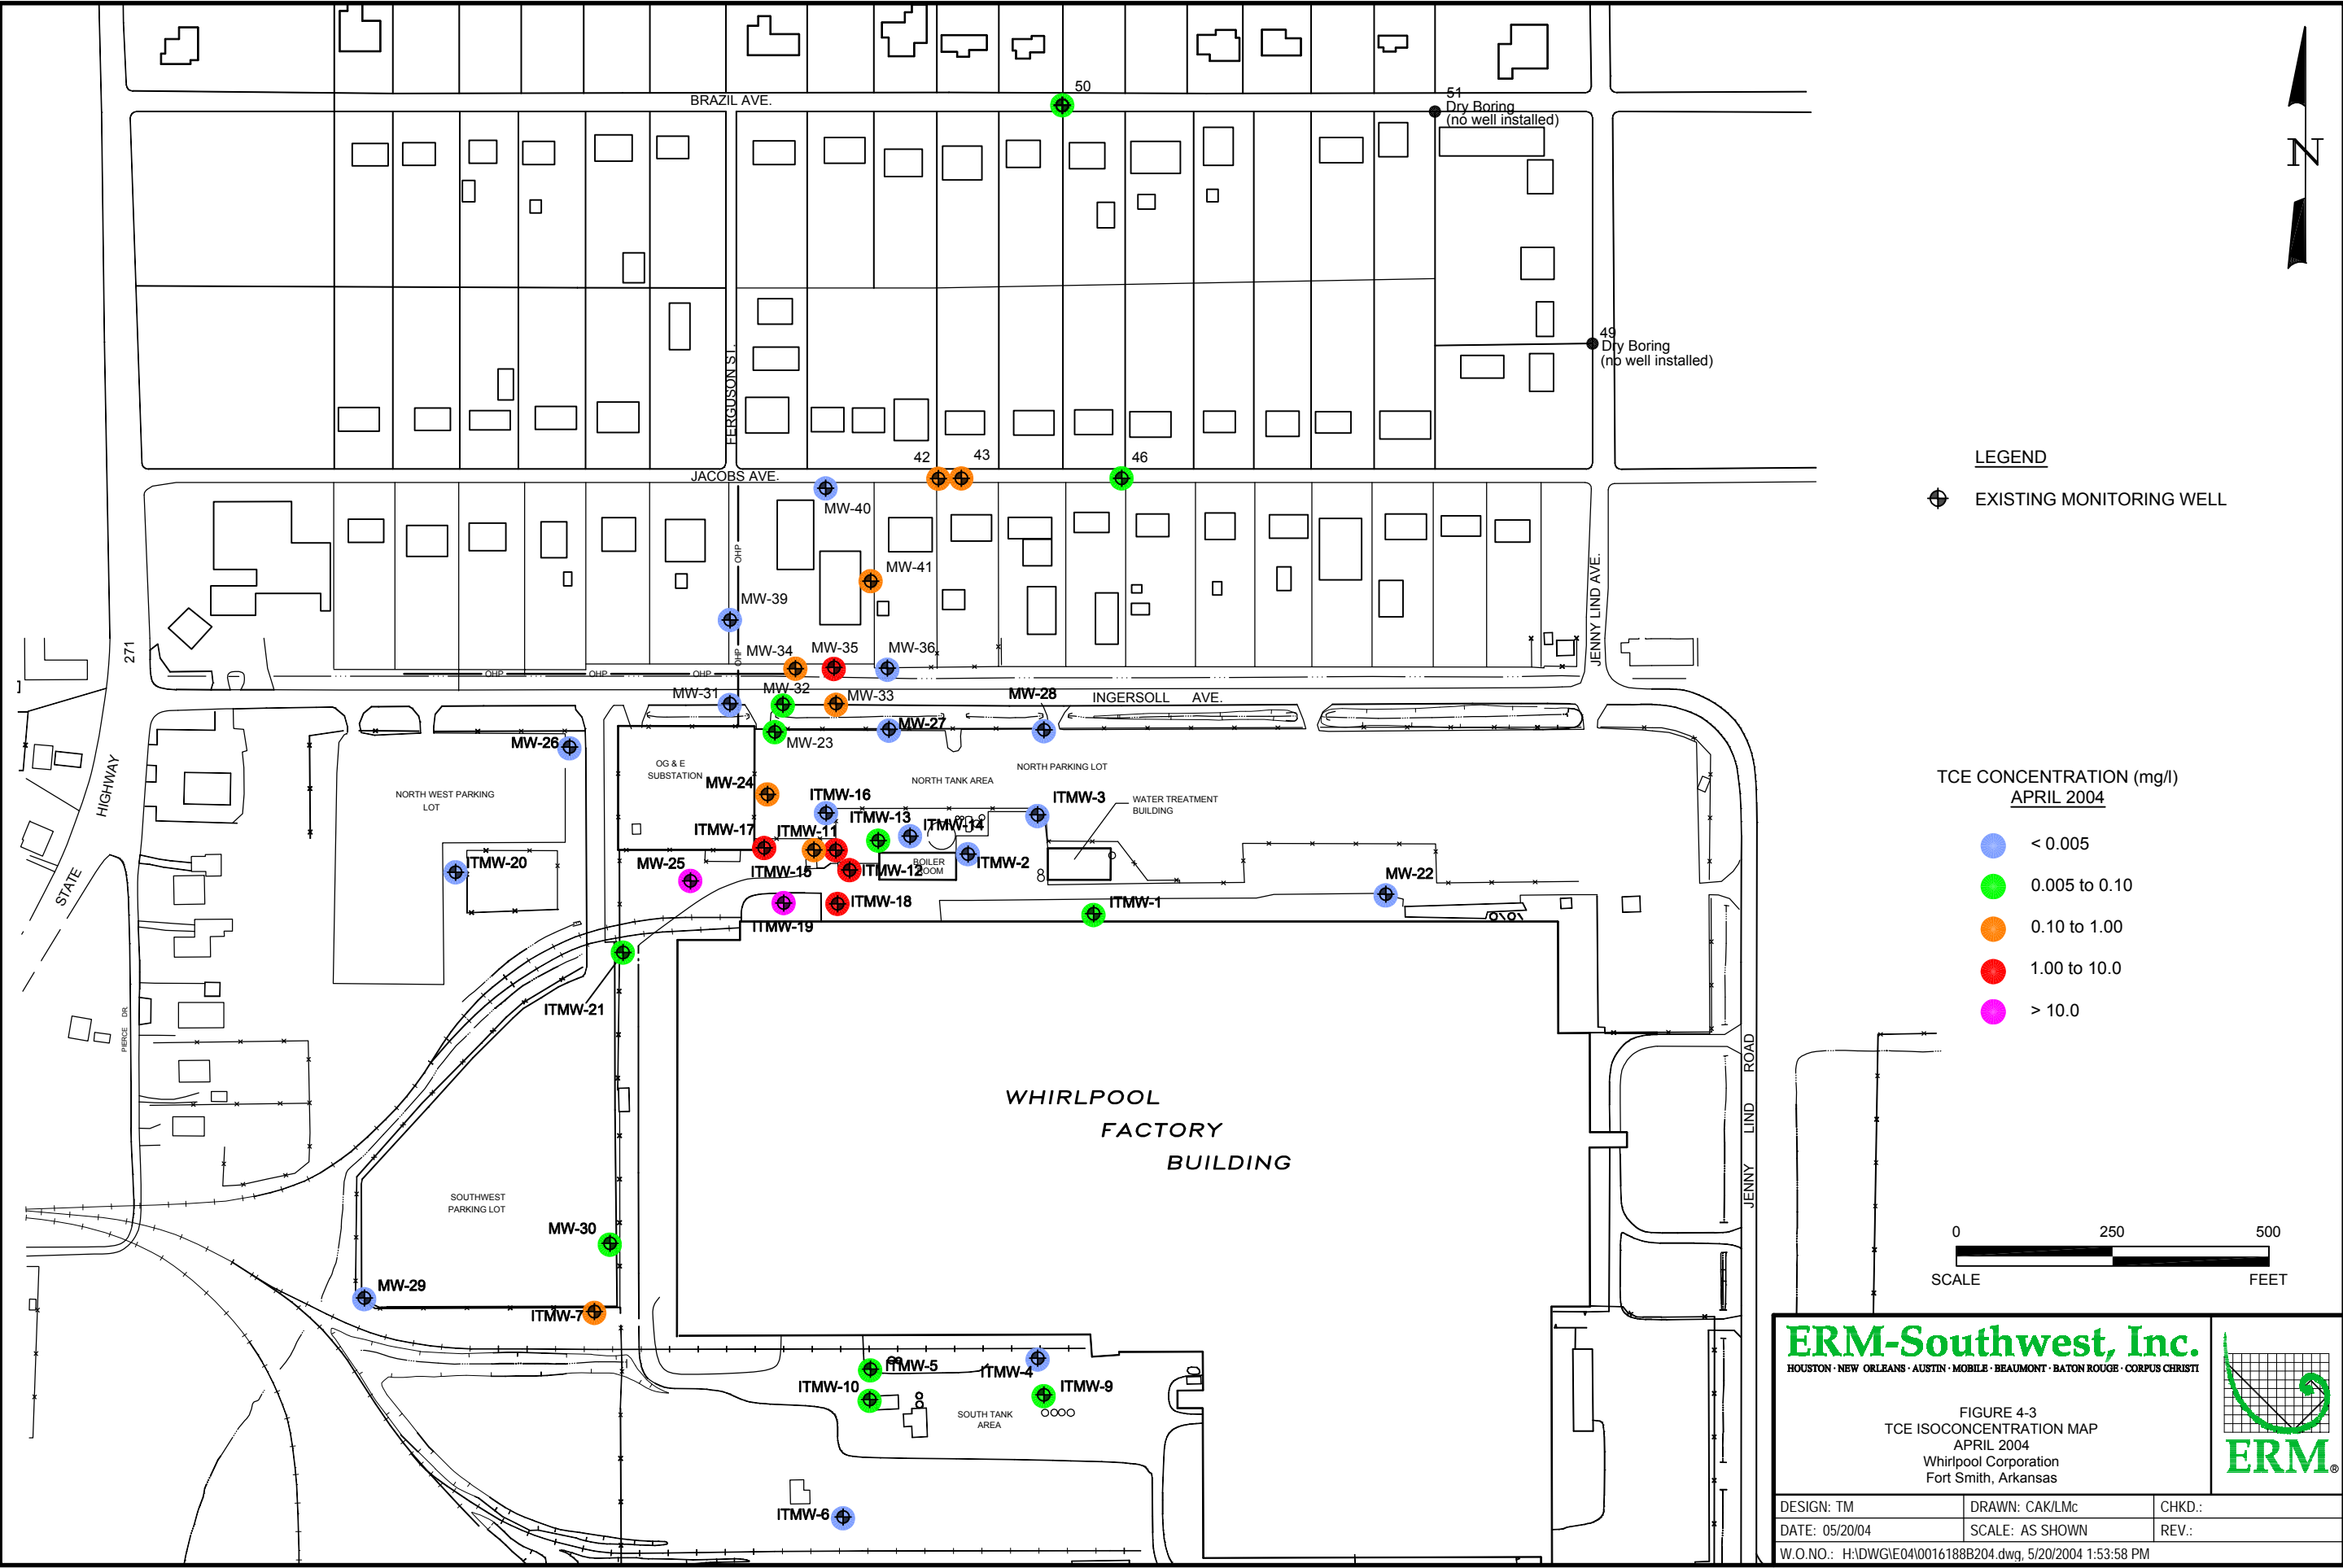 50
BRAZIL AVE.
51
Dry Boring
(no well installed)
N
49
Dry Boring
(no well installed)
FERGUSON ST.
42
43
46
JACOBS AVE.
MW-40
LEGEND
EXISTING MONITORING WELL
OHP
MW-41
MW-39
JENNY LIND AVE.
271
OHP
MW-34
MW-35
MW-36
OHP
OHP
OHP
MW-31
MW-32
MW-33
MW-28
INGERSOLL AVE.
MW-26
MW-23
MW-27
OG & E
SUBSTATION
NORTH PARKING LOT
NORTH TANK AREA
MW-24
HIGHWAY
NORTH WEST PARKING
LOT
ITMW-16
ITMW-3
WATER TREATMENT
BUILDING
ITMW-13
ITMW-17
ITMW-11
ITMW-14
TCE CONCENTRATION (mg/l)
APRIL 2004
< 0.005
0.005 to 0.10
0.10 to 1.00
1.00 to 10.0
> 10.0
ITMW-20
MW-25
ITMW-15
ITMW-12
BOILER
ROOM
ITMW-2
MW-22
STATE
ITMW-18
ITMW-1
ITMW-19
ITMW-21
PIERCE DR.
JENNY LIND ROAD
WHIRLPOOL
FACTORY
BUILDING
SOUTHWEST
PARKING LOT
MW-30
MW-29
ITMW-7
0 250 500
SCALE FEET
ITMW-5
ITMW-4
ITMW-10
ITMW-9
SOUTH TANK
AREA
ITMW-6
ERM-Southwest, Inc.
HOUSTON · NEW ORLEANS · AUSTIN · MOBILE · BEAUMONT · BATON ROUGE · CORPUS CHRISTI
FIGURE 4-3
TCE ISOCONCENTRATION MAP
APRIL 2004
Whirlpool Corporation
Fort Smith, Arkansas
ERM®
DESIGN: TM DRAWN: CAK/LMc CHKD.:
DATE: 05/20/04 SCALE: AS SHOWN REV.:
W.O.NO.: H:\DWG\E04\0016188B204.dwg, 5/20/2004 1:53:58 PM